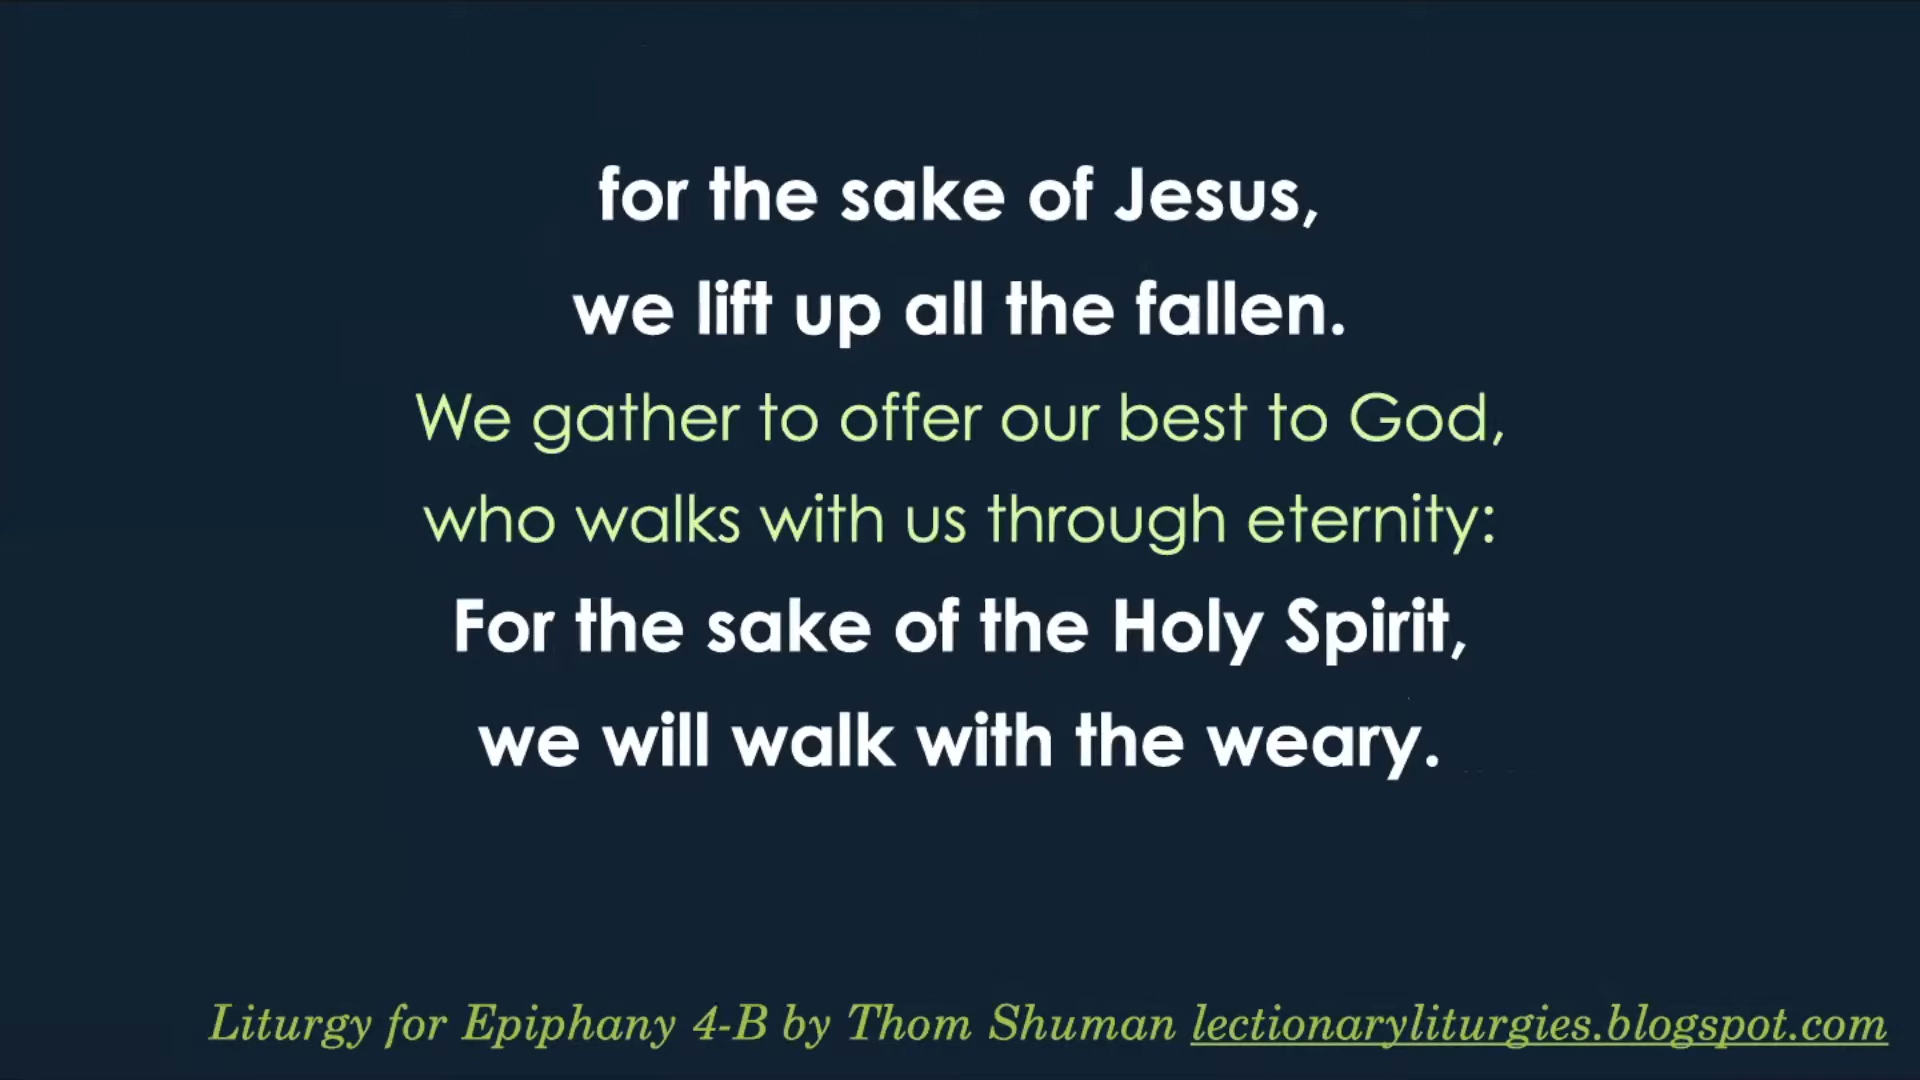 for the sake of Jesus,
we lift up all the fallen.
We gather to offer our best to God,
who walks with us through eternity:
For the sake of the Holy Spirit,
we will walk with the weary.
Liturgy for Epiphany 4-B by Thom Shuman lectionaryliturgies.blogspot.com